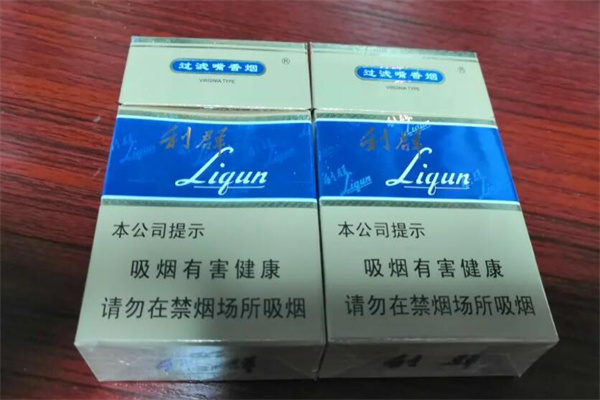 过滤嘴香烟
®
VIRGINIA TYPE
利群
Liqun
本公司提示
吸烟有害健康
请勿在禁烟场所吸烟
过滤嘴香烟
®
VIRGINIA TYPE
利群
Liqun
本公司提示
吸烟有害健康
请勿在禁烟场所吸烟